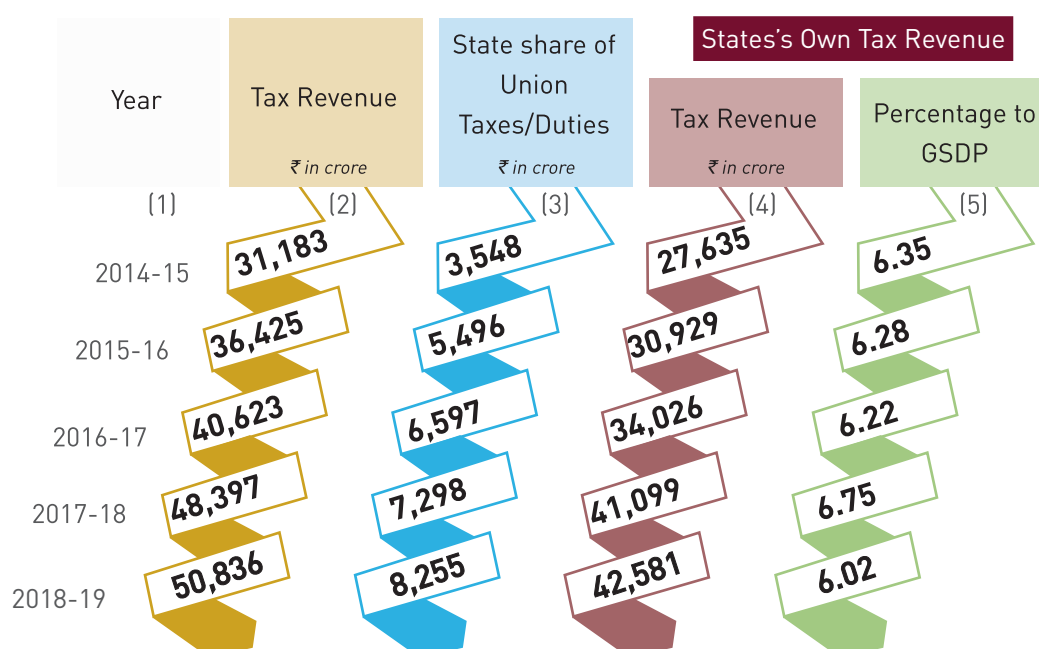 States's Own Tax Revenue
Year
Tax Revenue
₹ in crore
State share of
Union
Taxes/Duties
₹ in crore
Tax Revenue
₹ in crore
Percentage to
GSDP
(1) (2) (3) (4) (5)
2014-15 31,183 3,548 27,635 6.35
2015-16 36,425 5,496 30,929 6.28
2016-17 40,623 6,597 34,026 6.22
2017-18 48,397 7,298 41,099 6.75
2018-19 50,836 8,255 42,581 6.02